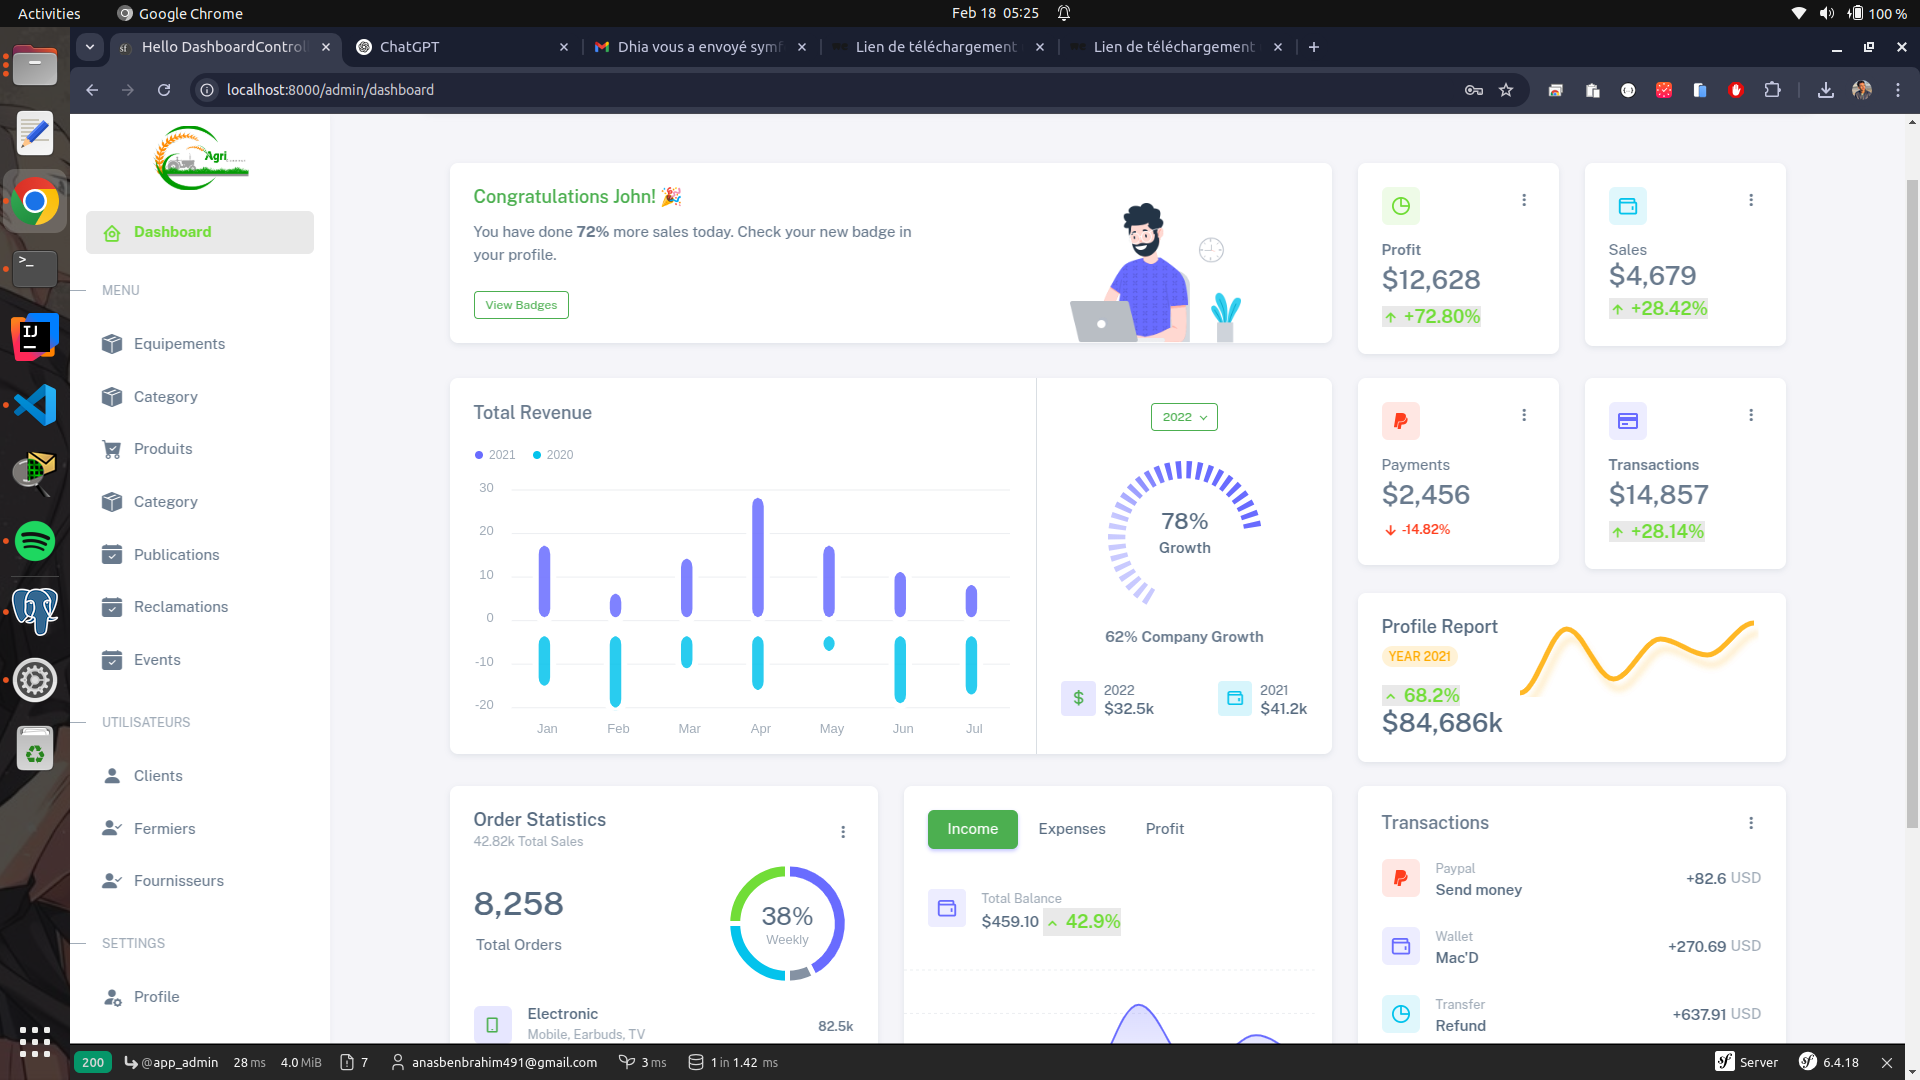 Activities
Google Chrome
Feb 18 05:25
100 %
Hello DashboardControl
ChatGPT
Dhia vous a envoyé symf
Lien de téléchargement
Lien de téléchargement
localhost:8000/admin/dashboard
Agri
Dashboard
MENU
Equipements
Category
Produits
Category
Publications
Reclamations
Events
UTILISATEURS
Clients
Fermiers
Fournisseurs
SETTINGS
Profile
Congratulations John! 🎉
You have done 72% more sales today. Check your new badge in
your profile.
View Badges
Profit
$12,628
+72.80%
Sales
$4,679
+28.42%
Total Revenue
2021
2020
30
20
10
0
-10
-20
Jan
Feb
Mar
Apr
May
Jun
Jul
2022
78%
Growth
62% Company Growth
$
2022
$32.5k
2021
$41.2k
Payments
$2,456
-14.82%
Transactions
$14,857
+28.14%
Profile Report
YEAR 2021
68.2%
$84,686k
Order Statistics
42.82k Total Sales
8,258
Total Orders
38%
Weekly
Electronic
Mobile, Earbuds, TV
82.5k
Income
Expenses
Profit
Total Balance
$459.10
42.9%
Transactions
Paypal
Send money
+82.6 USD
Wallet
Mac'D
+270.69 USD
Transfer
Refund
+637.91 USD
200
@app_admin
28 ms
4.0 MiB
7
anasbenbrahim491@gmail.com
3 ms
1 in 1.42 ms
Server
6.4.18